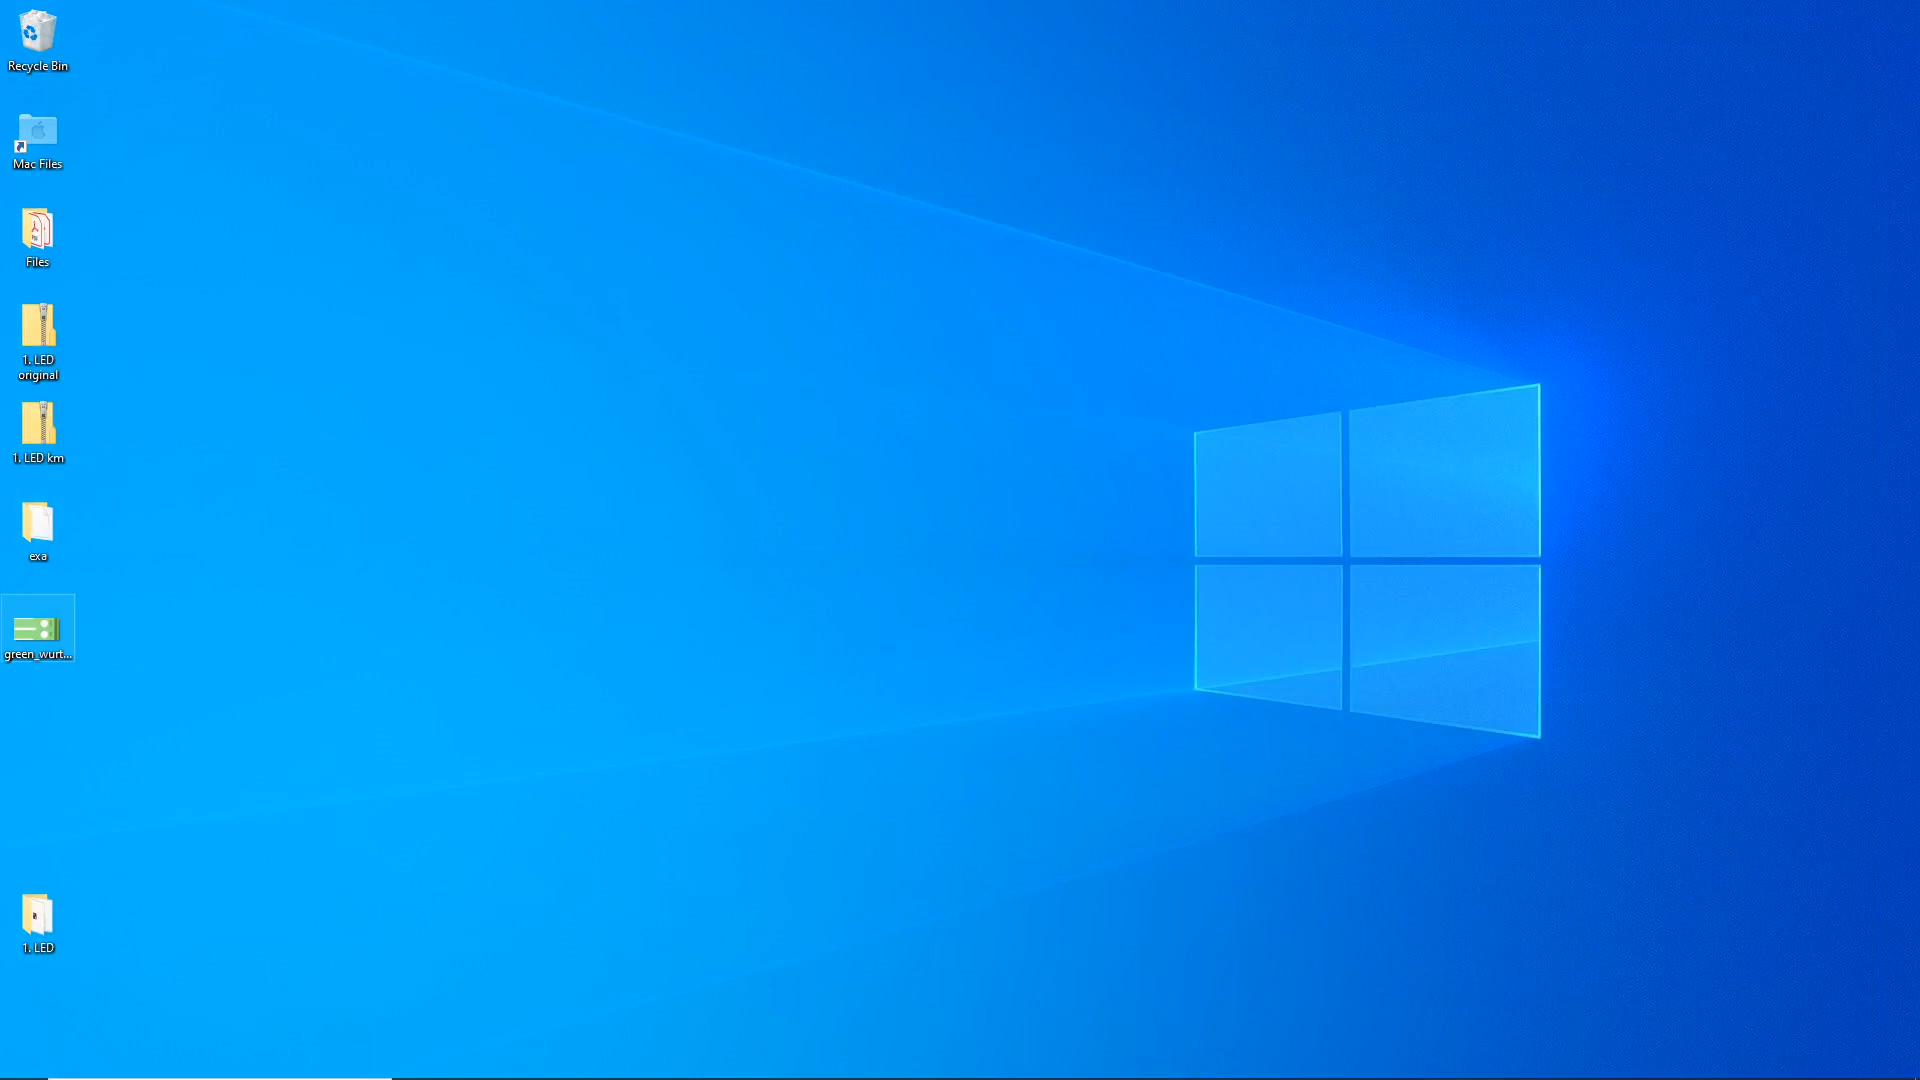 Recycle Bin
Mac Files
Files
1. LED
original
1. LED km
exa
green_wurt...
1. LED